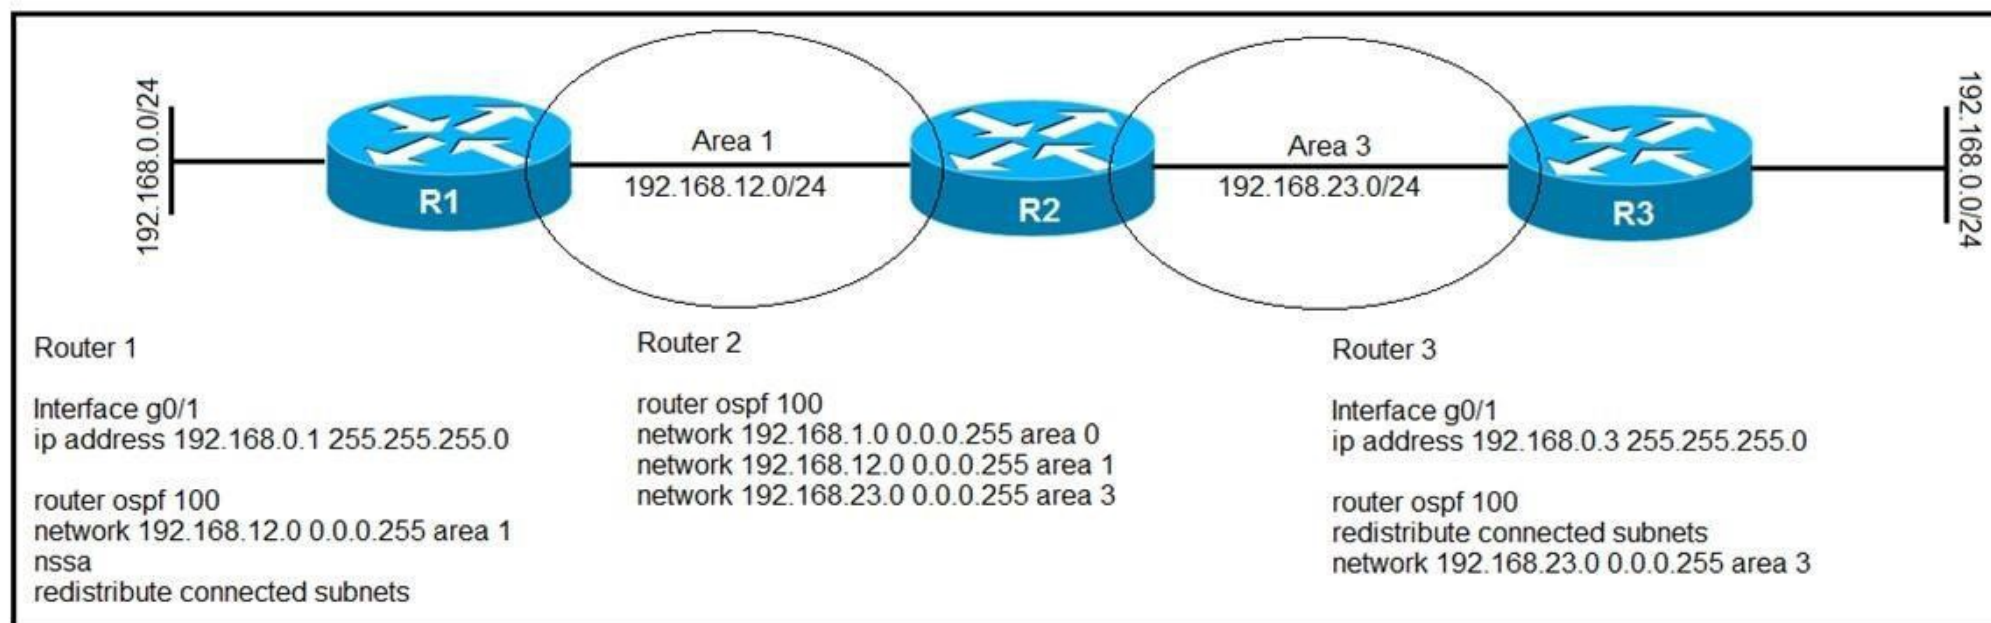 192.168.0.0/24
R1
Area 1
192.168.12.0/24
R2
Area 3
192.168.23.0/24
R3
192.168.0.0/24
Router 1
Interface g0/1
ip address 192.168.0.1 255.255.255.0
router ospf 100
network 192.168.12.0 0.0.0.255 area 1
nssa
redistribute connected subnets
Router 2
router ospf 100
network 192.168.1.0 0.0.0.255 area 0
network 192.168.12.0 0.0.0.255 area 1
network 192.168.23.0 0.0.0.255 area 3
Router 3
Interface g0/1
ip address 192.168.0.3 255.255.255.0
router ospf 100
redistribute connected subnets
network 192.168.23.0 0.0.0.255 area 3